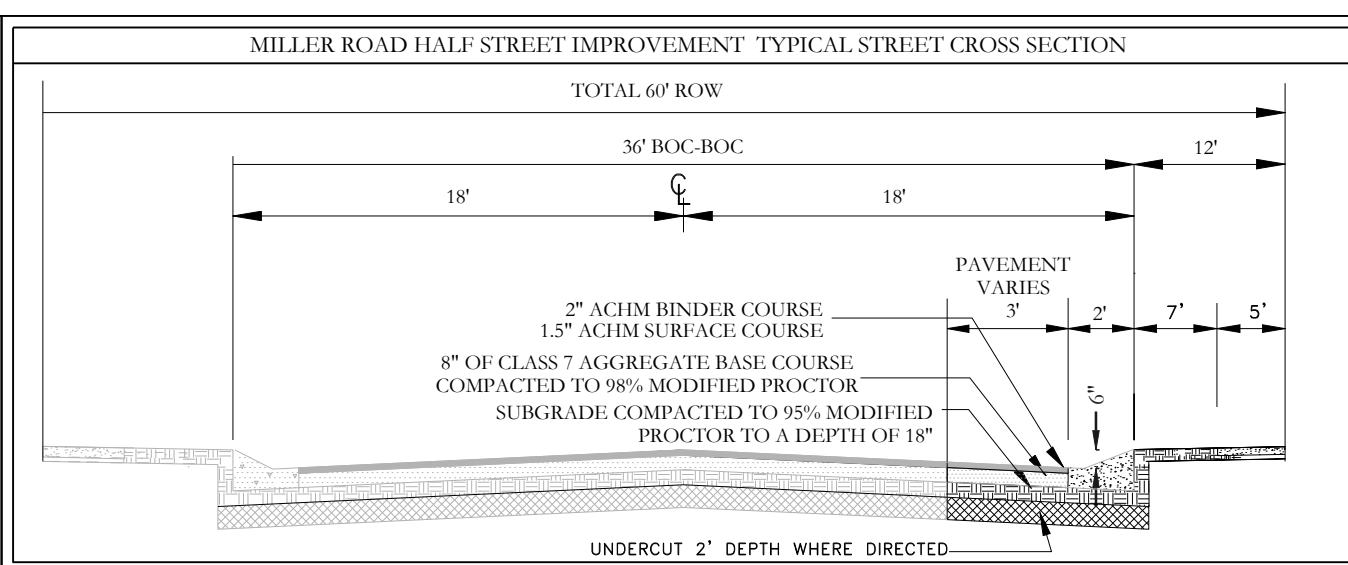 MILLER ROAD HALF STREET IMPROVEMENT TYPICAL STREET CROSS SECTION
TOTAL 60' ROW
36' BOC-BOC
12'
18'
CL
18'
PAVEMENT
VARIES
3'
2'
7'
5'
2" ACHM BINDER COURSE
1.5" ACHM SURFACE COURSE
8" OF CLASS 7 AGGREGATE BASE COURSE
COMPACTED TO 98% MODIFIED PROCTOR
6"
SUBGRADE COMPACTED TO 95% MODIFIED
PROCTOR TO A DEPTH OF 18"
UNDERCUT 2' DEPTH WHERE DIRECTED